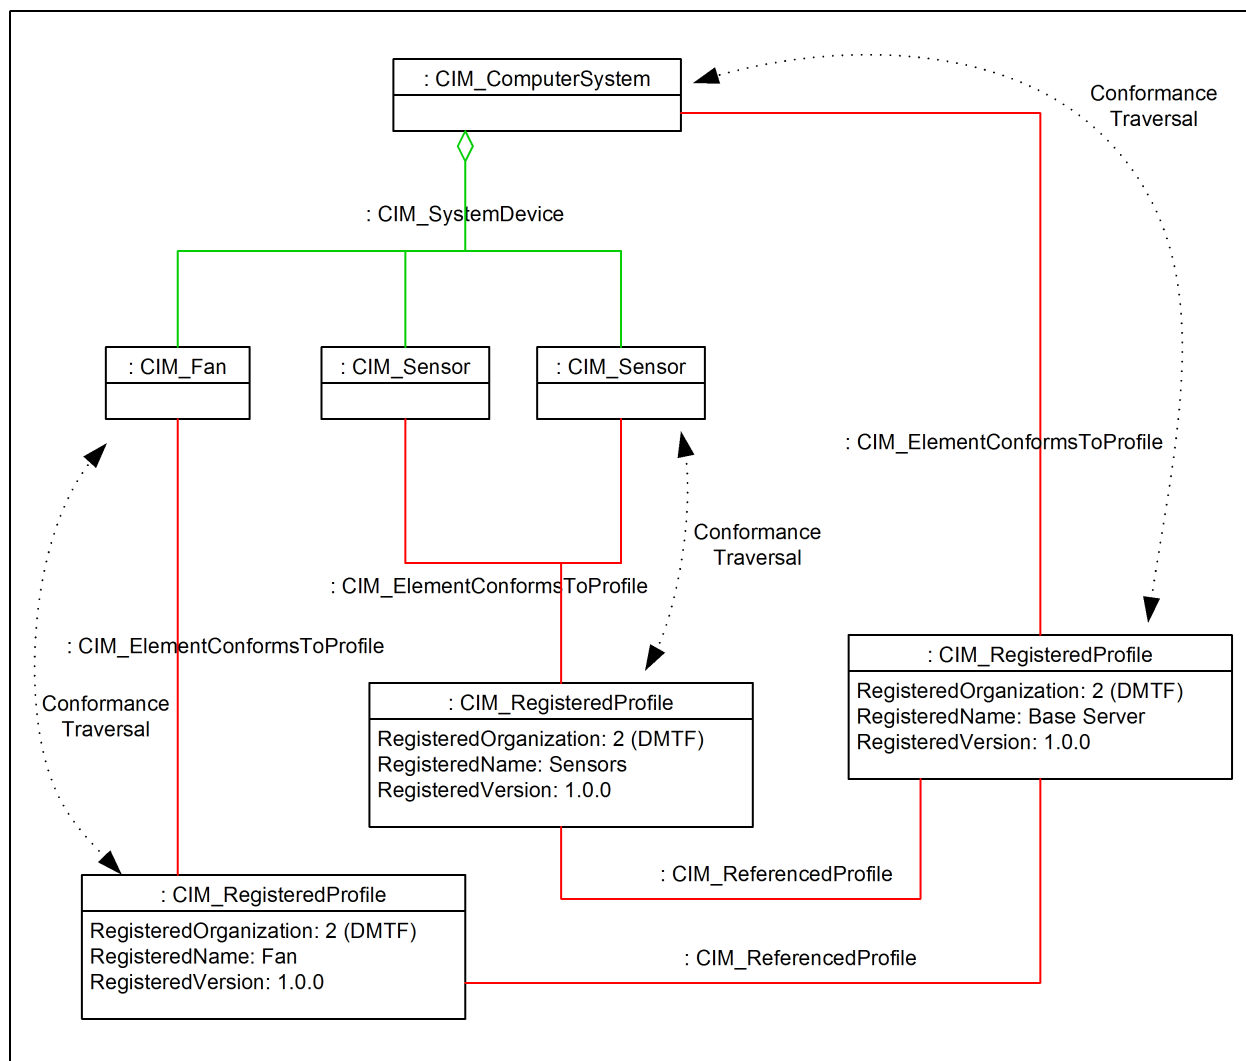 : CIM_ComputerSystem
Conformance
Traversal
: CIM_SystemDevice
: CIM_Fan
: CIM_Sensor
: CIM_Sensor
: CIM_ElementConformsToProfile
Conformance
Traversal
: CIM_ElementConformsToProfile
: CIM_ElementConformsToProfile
Conformance
Traversal
: CIM_RegisteredProfile
RegisteredOrganization: 2 (DMTF)
RegisteredName: Base Server
RegisteredVersion: 1.0.0
: CIM_RegisteredProfile
RegisteredOrganization: 2 (DMTF)
RegisteredName: Sensors
RegisteredVersion: 1.0.0
: CIM_ReferencedProfile
: CIM_RegisteredProfile
RegisteredOrganization: 2 (DMTF)
RegisteredName: Fan
RegisteredVersion: 1.0.0
: CIM_ReferencedProfile